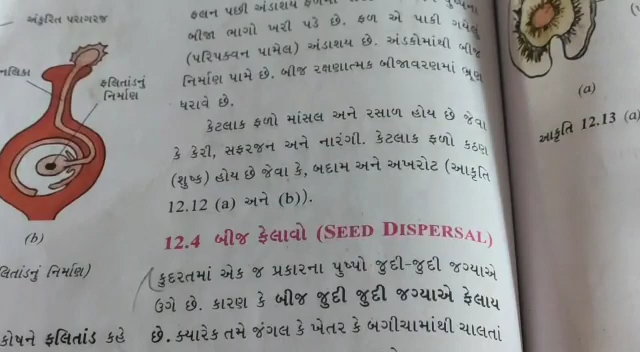 અંકુરિત પરાગરજ
નલિકા
ફલિતાંડનું
નિર્માણ
(b)
લિતાંડનું નિર્માણ)
કોષને ફલિતાંડ કહે
ફલન પછી અંડાશય
બીજા ભાગો ખરી પડે છે. ફળ એ પાકી ગયેલું
(પરિપક્વન પામેલ) અંડાશય છે. અંડકોમાંથી બીજ
નિર્માણ પામે છે. બીજ રક્ષણાત્મક બીજાવરણમાં ભ્રૂણ
ધરાવે છે.
કેટલાક ફળો માંસલ અને રસાળ હોય છે જેવા
કે કેરી, સફરજન અને નારંગી. કેટલાક ફળો કઠણ
(શુષ્ક) હોય છે જેવા કે, બદામ અને અખરોટ (આકૃતિ
12.12 (a) અને (b)).
12.4 બીજ ફેલાવો (SEED DISPERSAL)
કુદરતમાં એક જ પ્રકારના પુષ્પો જુદી-જુદી જગ્યાએ
ઉગે છે. કારણ કે બીજ જુદી જુદી જગ્યાએ ફેલાય
છે. ક્યારેક તમે જંગલ કે ખેતર કે બગીચામાંથી ચાલતાં
(a)
આકૃતિ 12.13 (a)